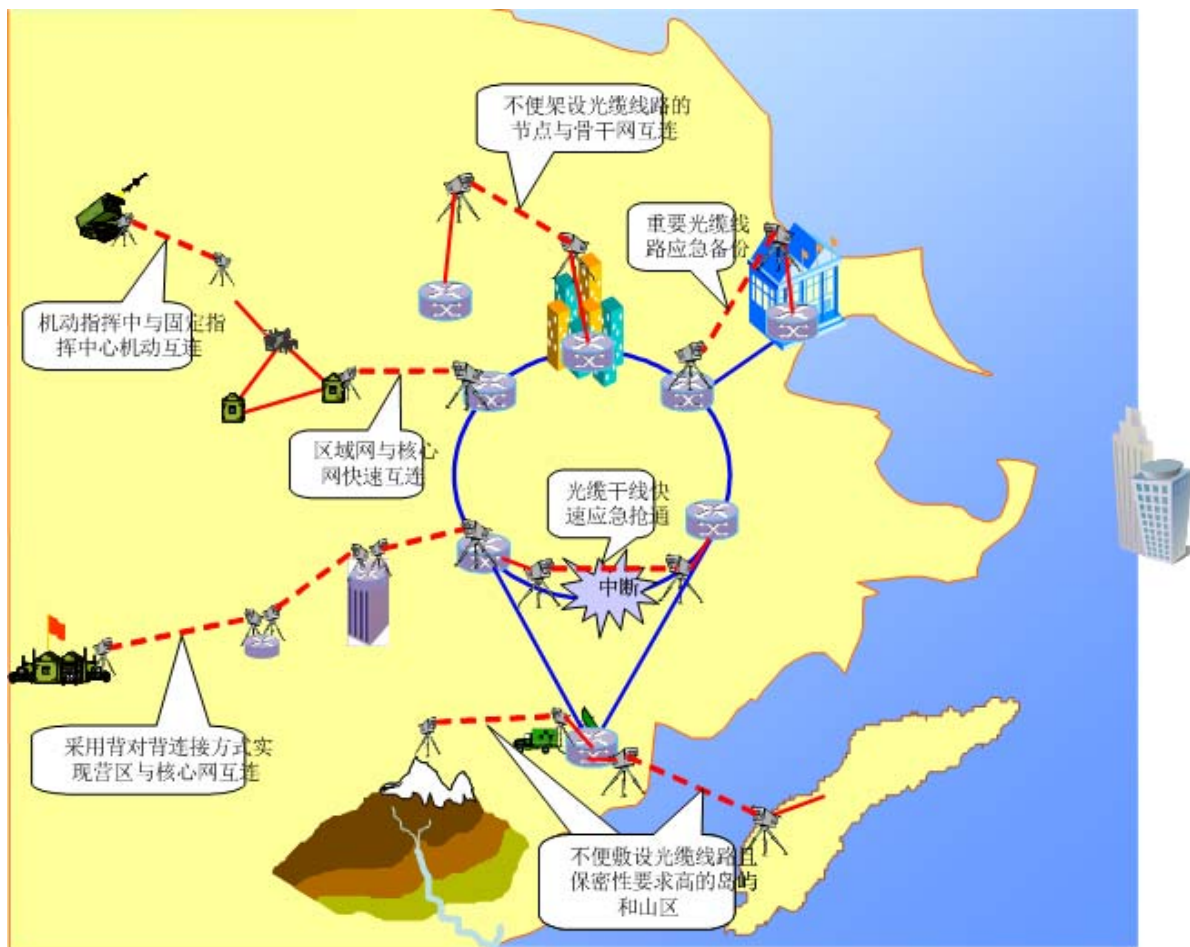 不便架设光缆线路的
节点与骨干网互连
重要光缆线
路应急备份
机动指挥中与固定指
挥中心机动互连
区域网与核心
网快速互连
光缆干线快
速应急抢通
中断
采用背对背连接方式实
现营区与核心网互连
不便敷设光缆线路且
保密性要求高的岛屿
和山区